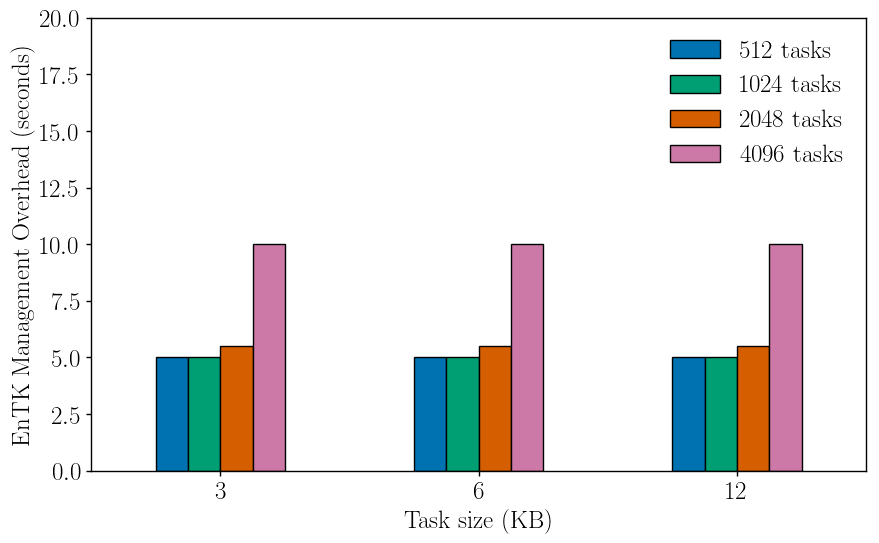 EnTK Management Overhead (seconds)
20.0
17.5
15.0
12.5
10.0
7.5
5.0
2.5
0.0
512 tasks
1024 tasks
2048 tasks
4096 tasks
3
6
12
Task size (KB)